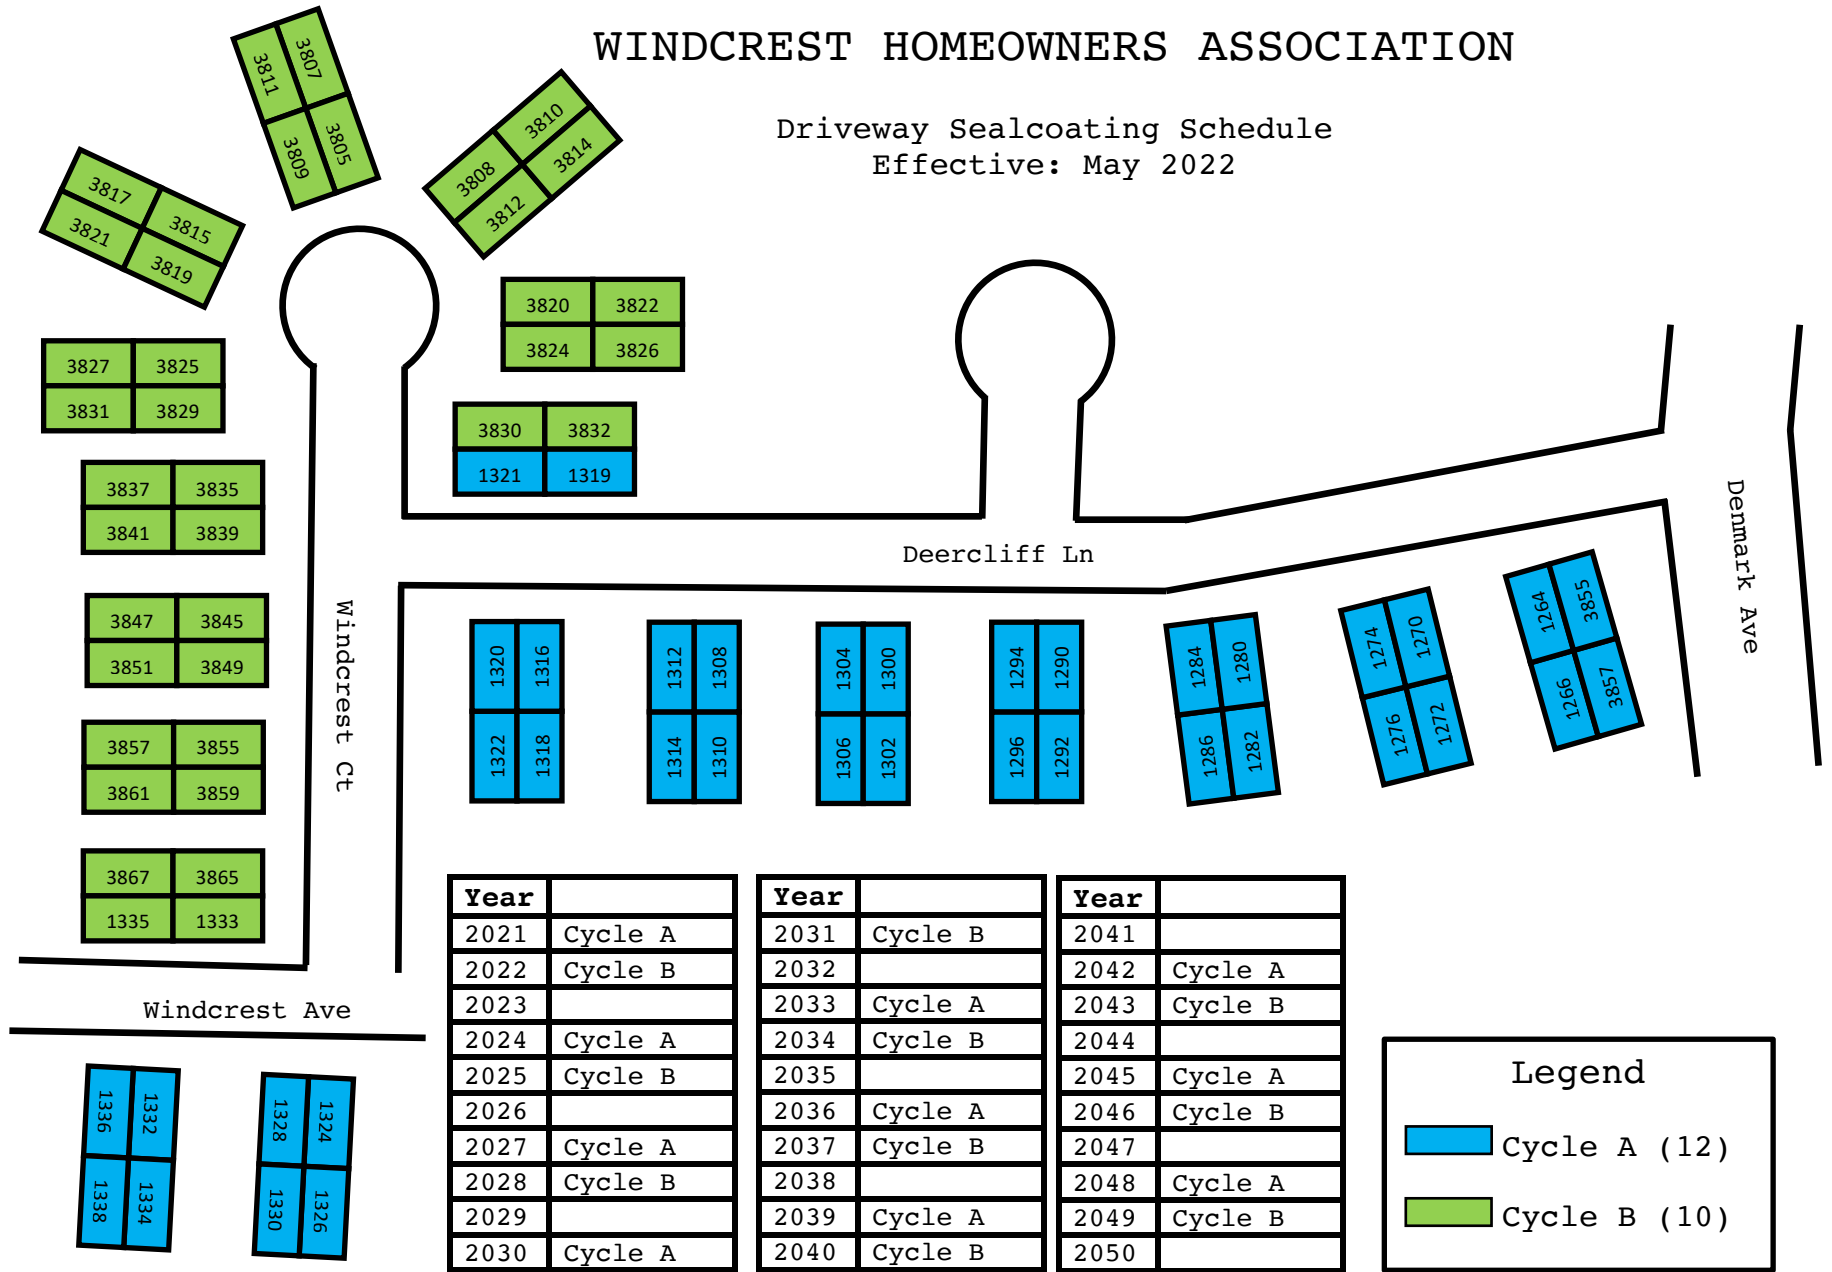 WINDCREST HOMEOWNERS ASSOCIATION
Driveway Sealcoating Schedule
Effective: May 2022
3811 3807
3809 3805
3808 3810
3812 3814
3817 3815
3821 3819
3820 3822
3824 3826
3827 3825
3831 3829
3830 3832
1321 1319
3837 3835
3841 3839
Deercliff Ln
Denmark Ave
Windcrest Ct
3847 3845
3851 3849
3857 3855
3861 3859
3867 3865
1335 1333
1320 1316
1322 1318
1312 1308
1314 1310
1304 1300
1306 1302
1294 1290
1296 1292
1284 1280
1286 1282
1274 1270
1276 1272
1264 3855
1266 3857
Windcrest Ave
1336 1332
1338 1334
1328 1324
1330 1326
Year
2021 Cycle A
2022 Cycle B
2023
2024 Cycle A
2025 Cycle B
2026
2027 Cycle A
2028 Cycle B
2029
2030 Cycle A
Year
2031 Cycle B
2032
2033 Cycle A
2034 Cycle B
2035
2036 Cycle A
2037 Cycle B
2038
2039 Cycle A
2040 Cycle B
Year
2041
2042 Cycle A
2043 Cycle B
2044
2045 Cycle A
2046 Cycle B
2047
2048 Cycle A
2049 Cycle B
2050
Legend
Cycle A (12)
Cycle B (10)